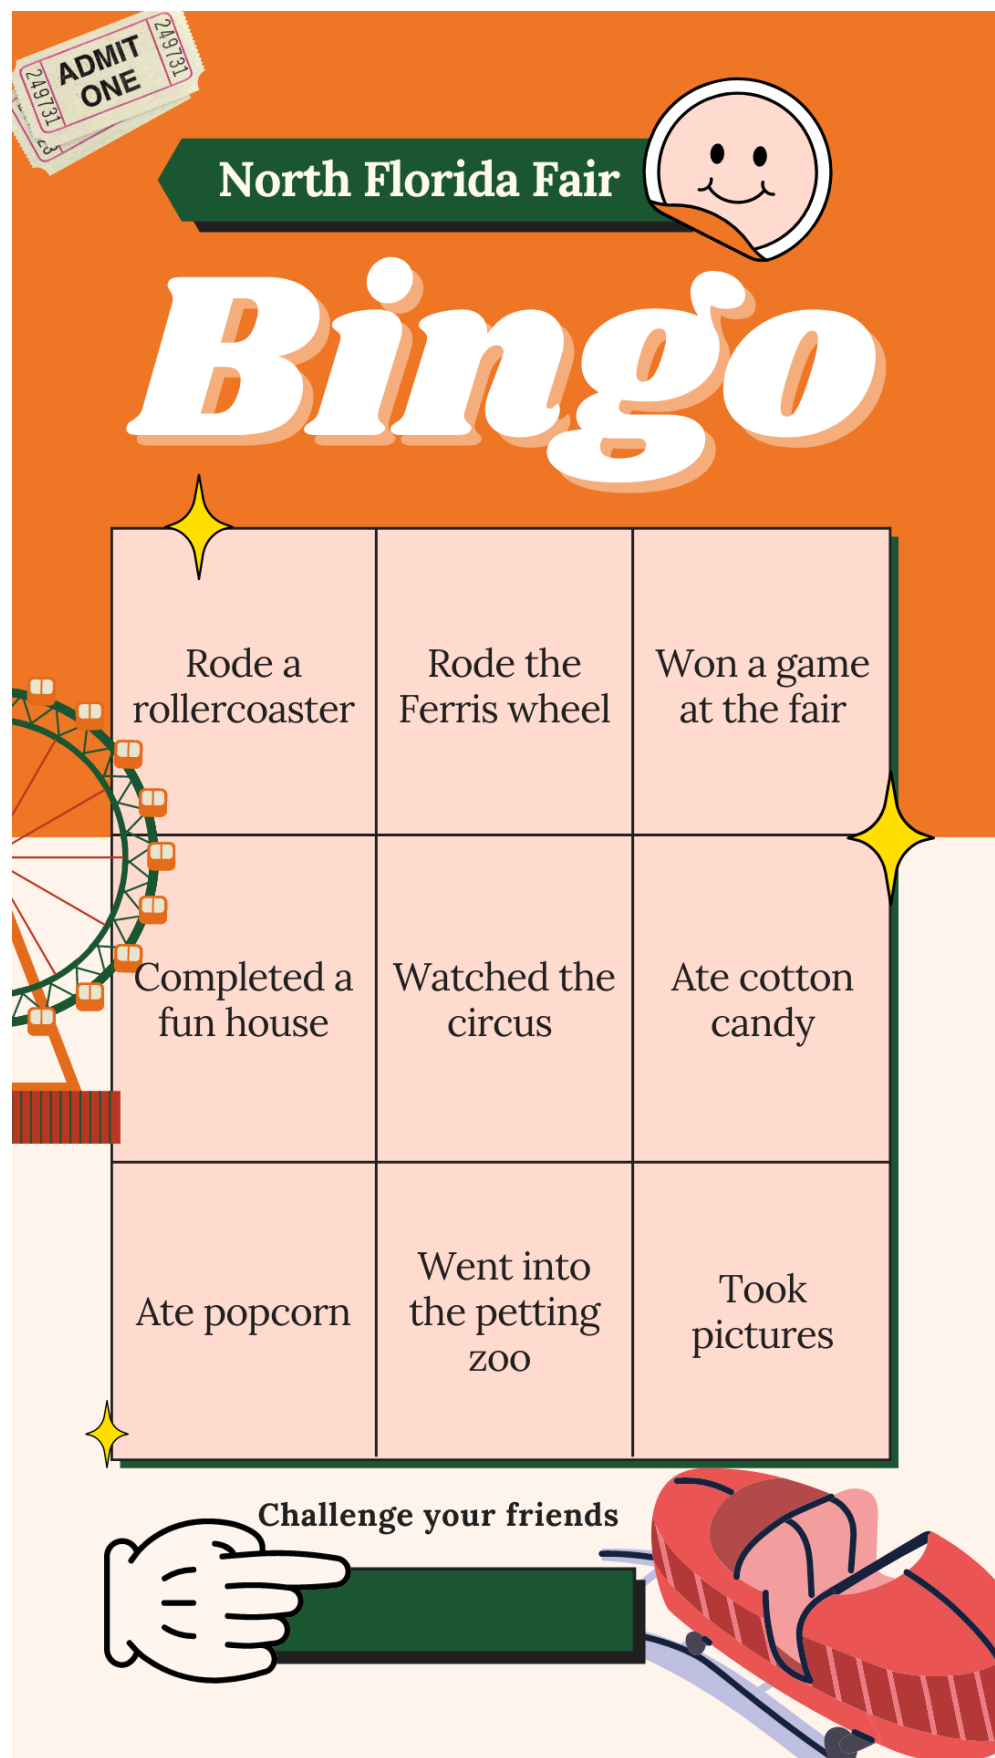 ADMIT
ONE
249731
249731
North Florida Fair
Bingo
Rode a
rollercoaster
Rode the
Ferris wheel
Won a game
at the fair
Completed a
fun house
Watched the
circus
Ate cotton
candy
Ate popcorn
Went into
the petting
zoo
Took
pictures
Challenge your friends